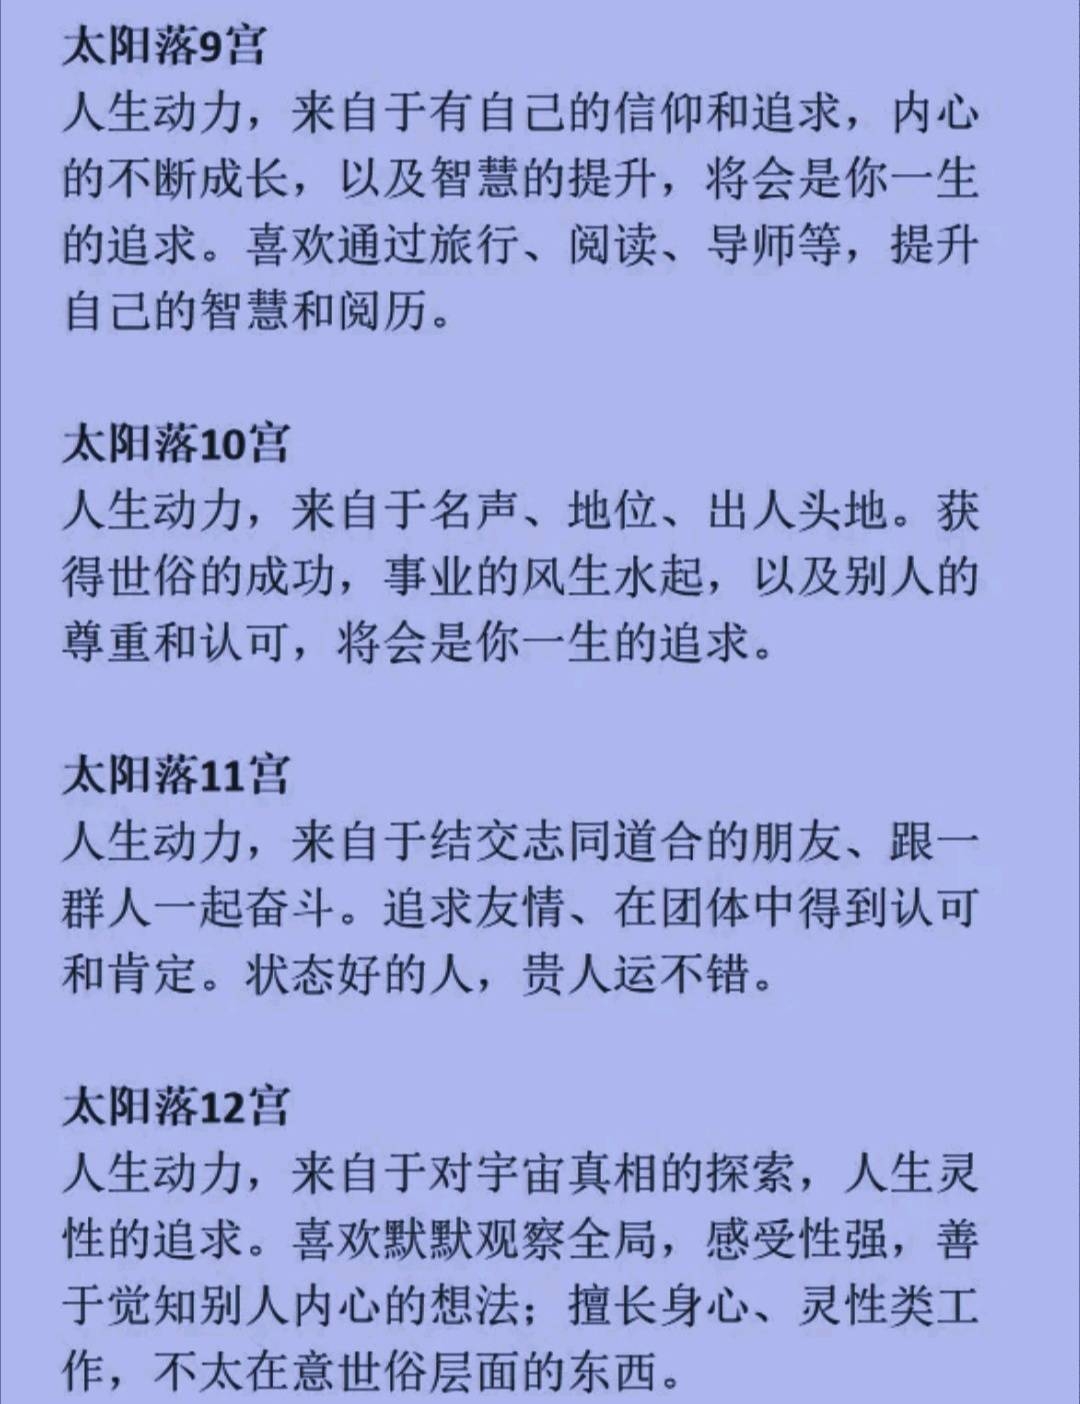 太阳落9宫
人生动力，来自于有自己的信仰和追求，内心
的不断成长，以及智慧的提升，将会是你一生
的追求。喜欢通过旅行、阅读、导师等，提升
自己的智慧和阅历。
太阳落10宫
人生动力，来自于名声、地位、出人头地。获
得世俗的成功，事业的风生水起，以及别人的
尊重和认可，将会是你一生的追求。
太阳落11宫
人生动力，来自于结交志同道合的朋友、跟一
群人一起奋斗。追求友情、在团体中得到认可
和肯定。状态好的人，贵人运不错。
太阳落12宫
人生动力，来自于对宇宙真相的探索，人生灵
性的追求。喜欢默默观察全局，感受性强，善
于觉知别人内心的想法；擅长身心、灵性类工
作，不太在意世俗层面的东西。